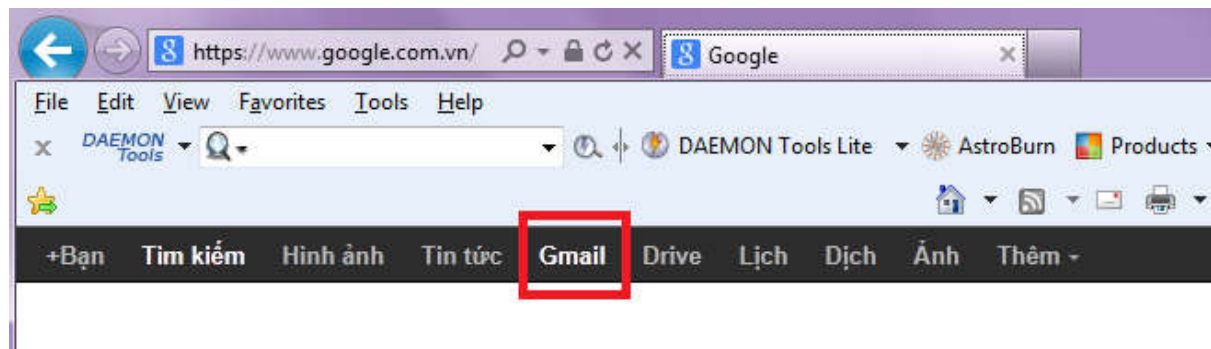 https://www.google.com.vn/ Google
File Edit View Favorites Tools Help
x DAEMON Tools DAEMON Tools Lite AstroBurn Products
+Bạn Tìm kiếm Hình ảnh Tin tức Gmail Drive Lịch Dịch Ảnh Thêm